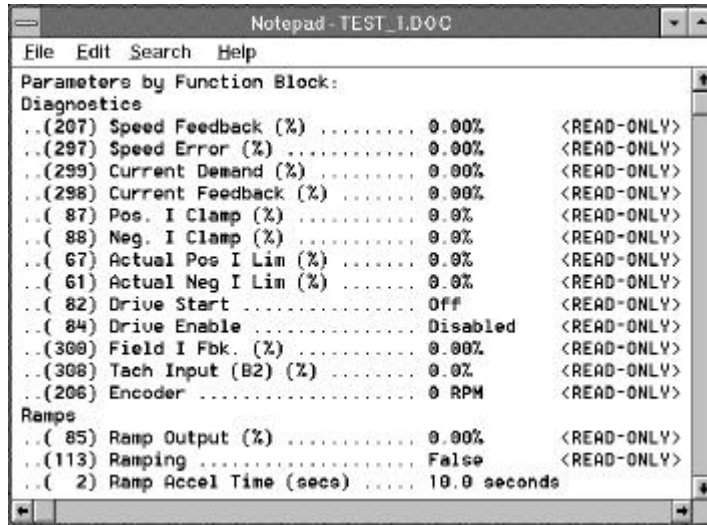 Notepad - TEST_1.DOC
File Edit Search Help
Parameters by Function Block:
Diagnostics
..(207) Speed Feedback (%) ......... 0.00% <READ-ONLY>
..(297) Speed Error (%) ............ 0.00% <READ-ONLY>
..(299) Current Demand (%) ......... 0.00% <READ-ONLY>
..(298) Current Feedback (%) ....... 0.00% <READ-ONLY>
..( 87) Pos. I Clamp (%) ........... 0.0% <READ-ONLY>
..( 88) Neg. I Clamp (%) ........... 0.0% <READ-ONLY>
..( 67) Actual Pos I Lim (%) ....... 0.0% <READ-ONLY>
..( 61) Actual Neg I Lim (%) ....... 0.0% <READ-ONLY>
..( 82) Drive Start ................ Off <READ-ONLY>
..( 84) Drive Enable ............... Disabled <READ-ONLY>
..(300) Field I Fbk. (%) ........... 0.00% <READ-ONLY>
..(308) Tach Input (B2) (%) ........ 0.0% <READ-ONLY>
..(206) Encoder .................... 0 RPM <READ-ONLY>
Ramps
..( 85) Ramp Output (%) ............ 0.00% <READ-ONLY>
..(113) Ramping .................... False <READ-ONLY>
..( 2) Ramp Accel Time (secs) ..... 10.0 seconds